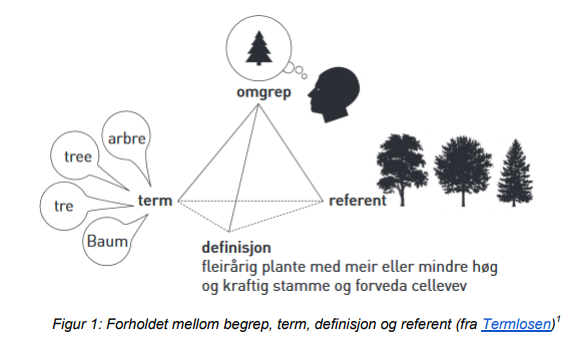 omgrep
arbre
tree
tre
Baum
term
referent
definisjon
fleirårig plante med meir eller mindre høg
og kraftig stamme og forveda cellevev
Figur 1: Forholdet mellom begrep, term, definisjon og referent (fra Termlosen)1